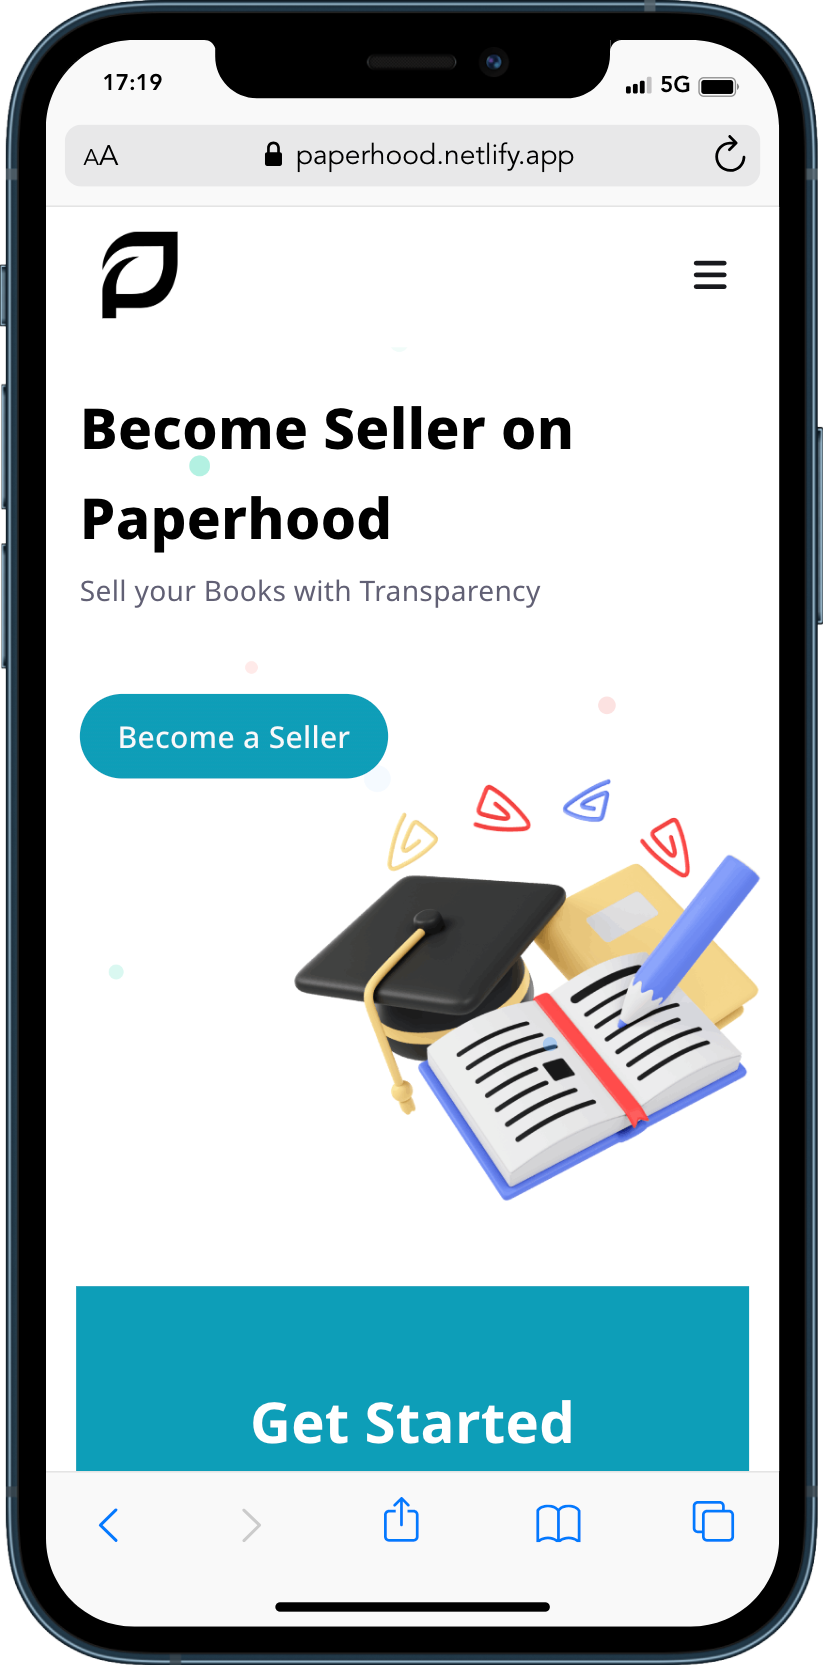 17:19
5G
AA
paperhood.netlify.app
Become Seller on
Paperhood
Sell your Books with Transparency
Become a Seller
Get Started